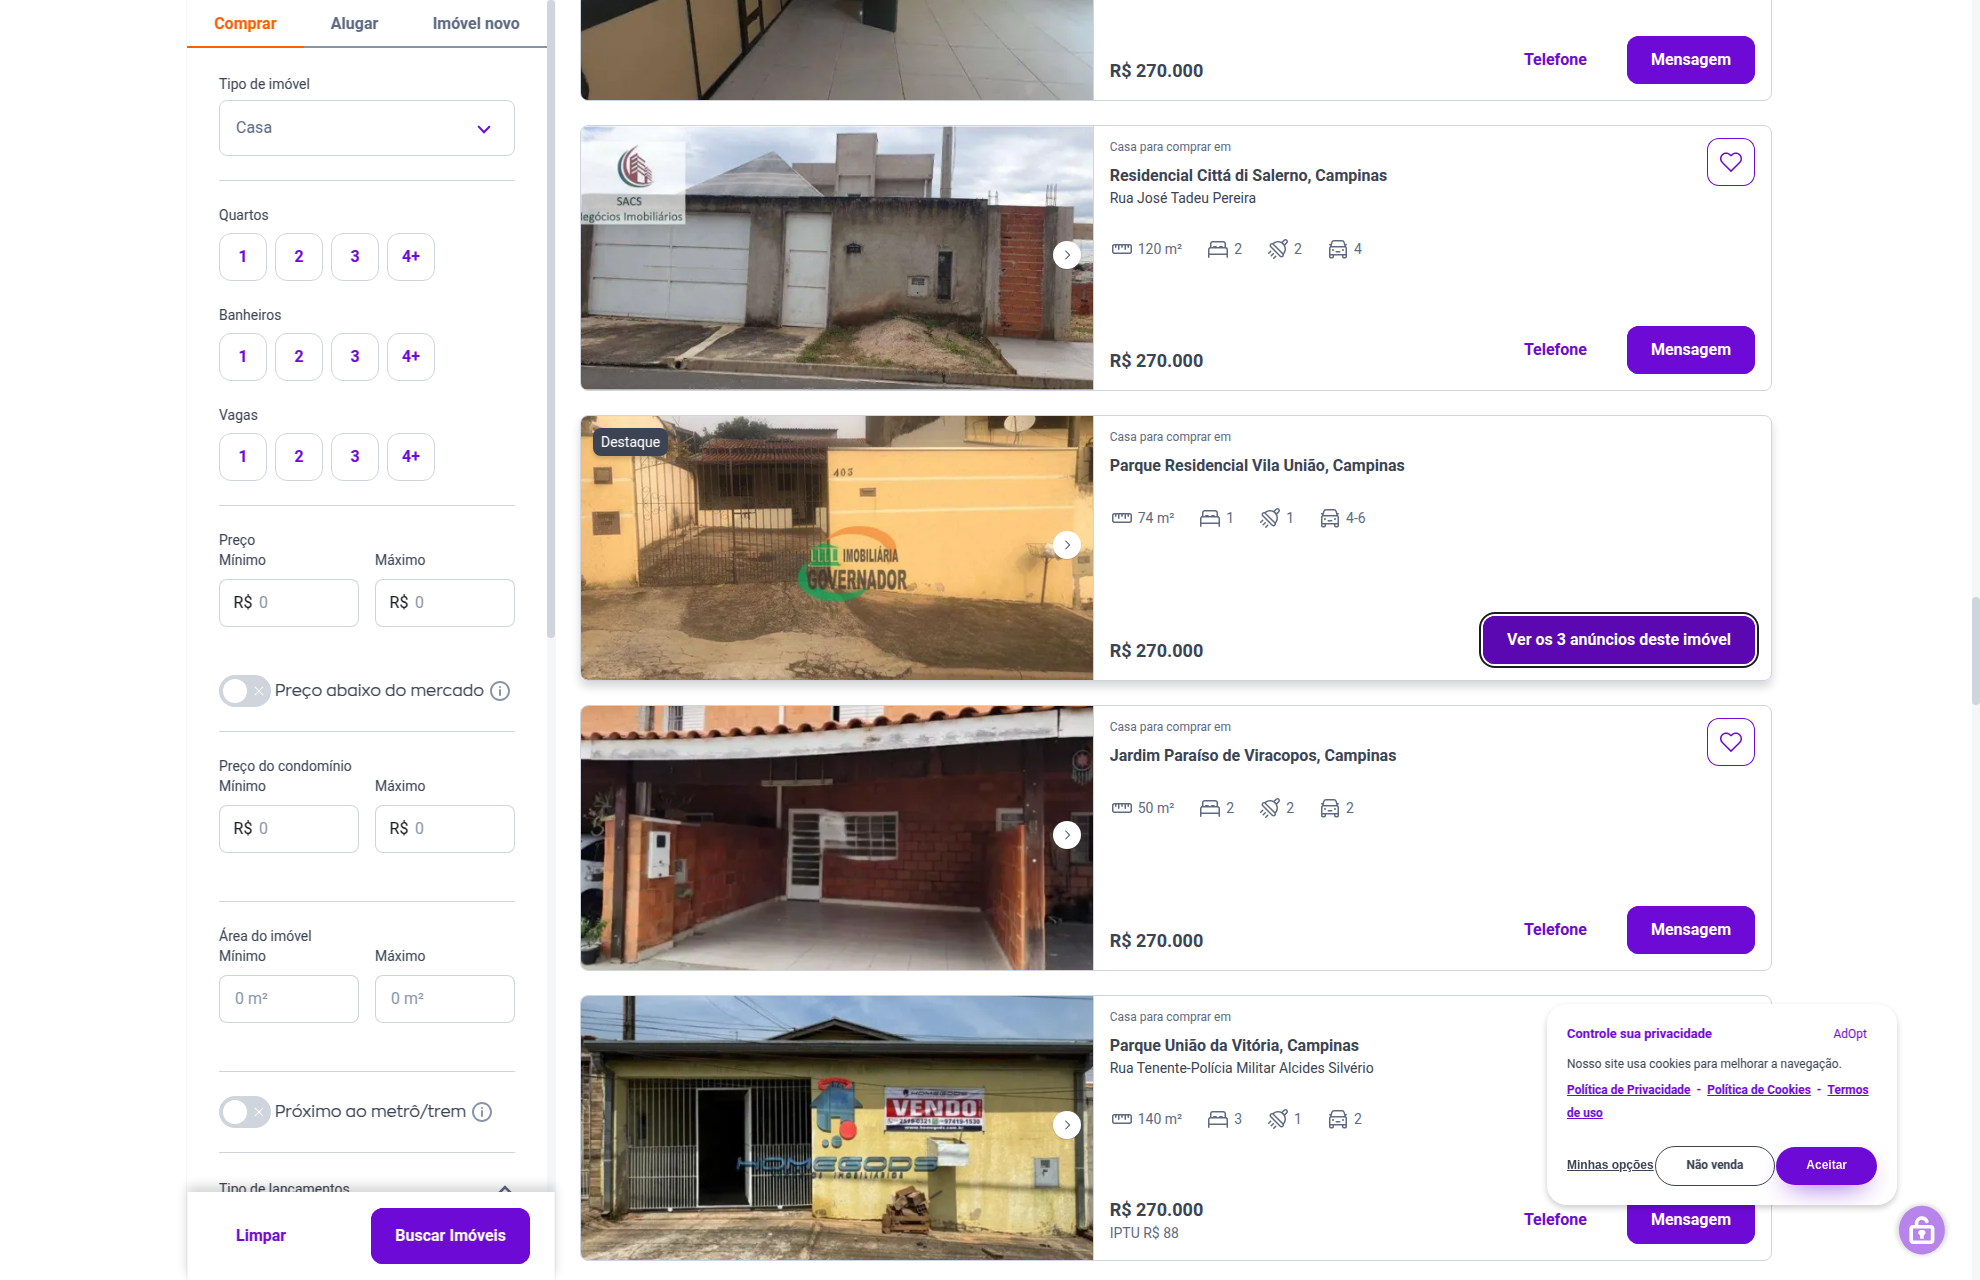 Comprar
Alugar
Imóvel novo
Tipo de imóvel
Casa
Quartos
1
2
3
4+
Banheiros
1
2
3
4+
Vagas
1
2
3
4+
Preço
Mínimo
Máximo
R$ 0
R$ 0
Preço abaixo do mercado
Preço do condomínio
Mínimo
Máximo
R$ 0
R$ 0
Área do imóvel
Mínimo
Máximo
0 m²
0 m²
Próximo ao metrô/trem
Tipo de lançamentos
Limpar
Buscar Imóveis
R$ 270.000
Telefone
Mensagem
SACS
Negócios Imobiliários
Casa para comprar em
Residencial Cittá di Salerno, Campinas
Rua José Tadeu Pereira
120 m²
2
2
4
R$ 270.000
Telefone
Mensagem
Destaque
403
IMOBILIÁRIA
GOVERNADOR
Casa para comprar em
Parque Residencial Vila União, Campinas
74 m²
1
1
4-6
R$ 270.000
Ver os 3 anúncios deste imóvel
Casa para comprar em
Jardim Paraíso de Viracopos, Campinas
50 m²
2
2
2
R$ 270.000
Telefone
Mensagem
HOMEGODS
VENDO
HOMEGODS
Casa para comprar em
Parque União da Vitória, Campinas
Rua Tenente-Polícia Militar Alcides Silvério
140 m²
3
1
2
R$ 270.000
IPTU R$ 88
Telefone
Mensagem
Controle sua privacidade
AdOpt
Nosso site usa cookies para melhorar a navegação.
Política de Privacidade - Política de Cookies - Termos
de uso
Minhas opções
Não venda
Aceitar